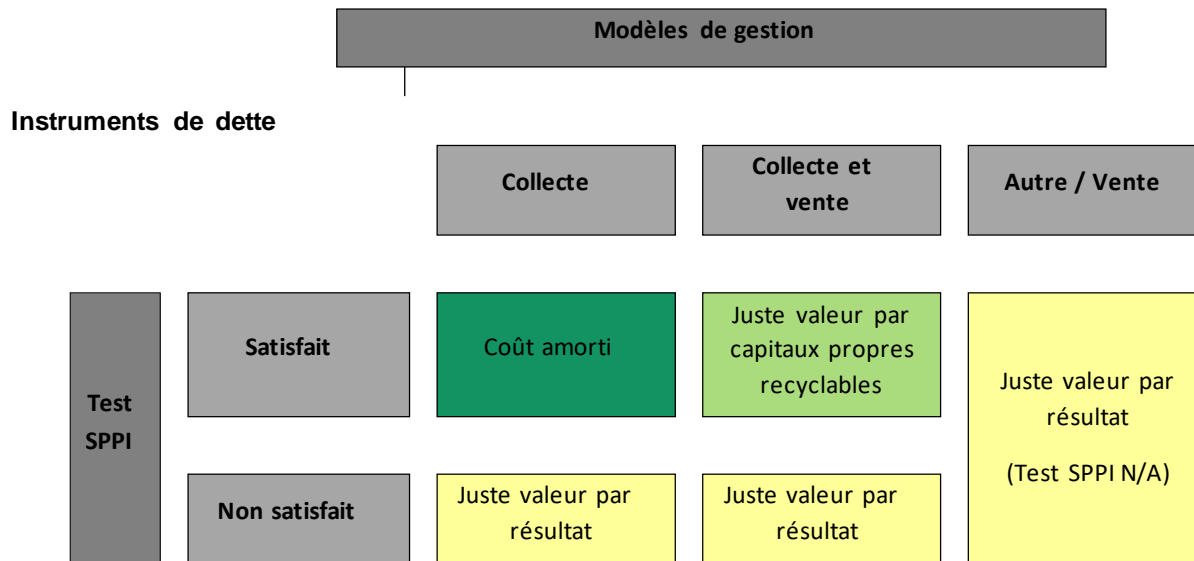 Modèles de gestion
Instruments de dette
Collecte
Collecte et
vente
Autre / Vente
Test
SPPI
Satisfait
Coût amorti
Juste valeur par
capitaux propres
recyclables
Juste valeur par
résultat
(Test SPPI N/A)
Non satisfait
Juste valeur par
résultat
Juste valeur par
résultat